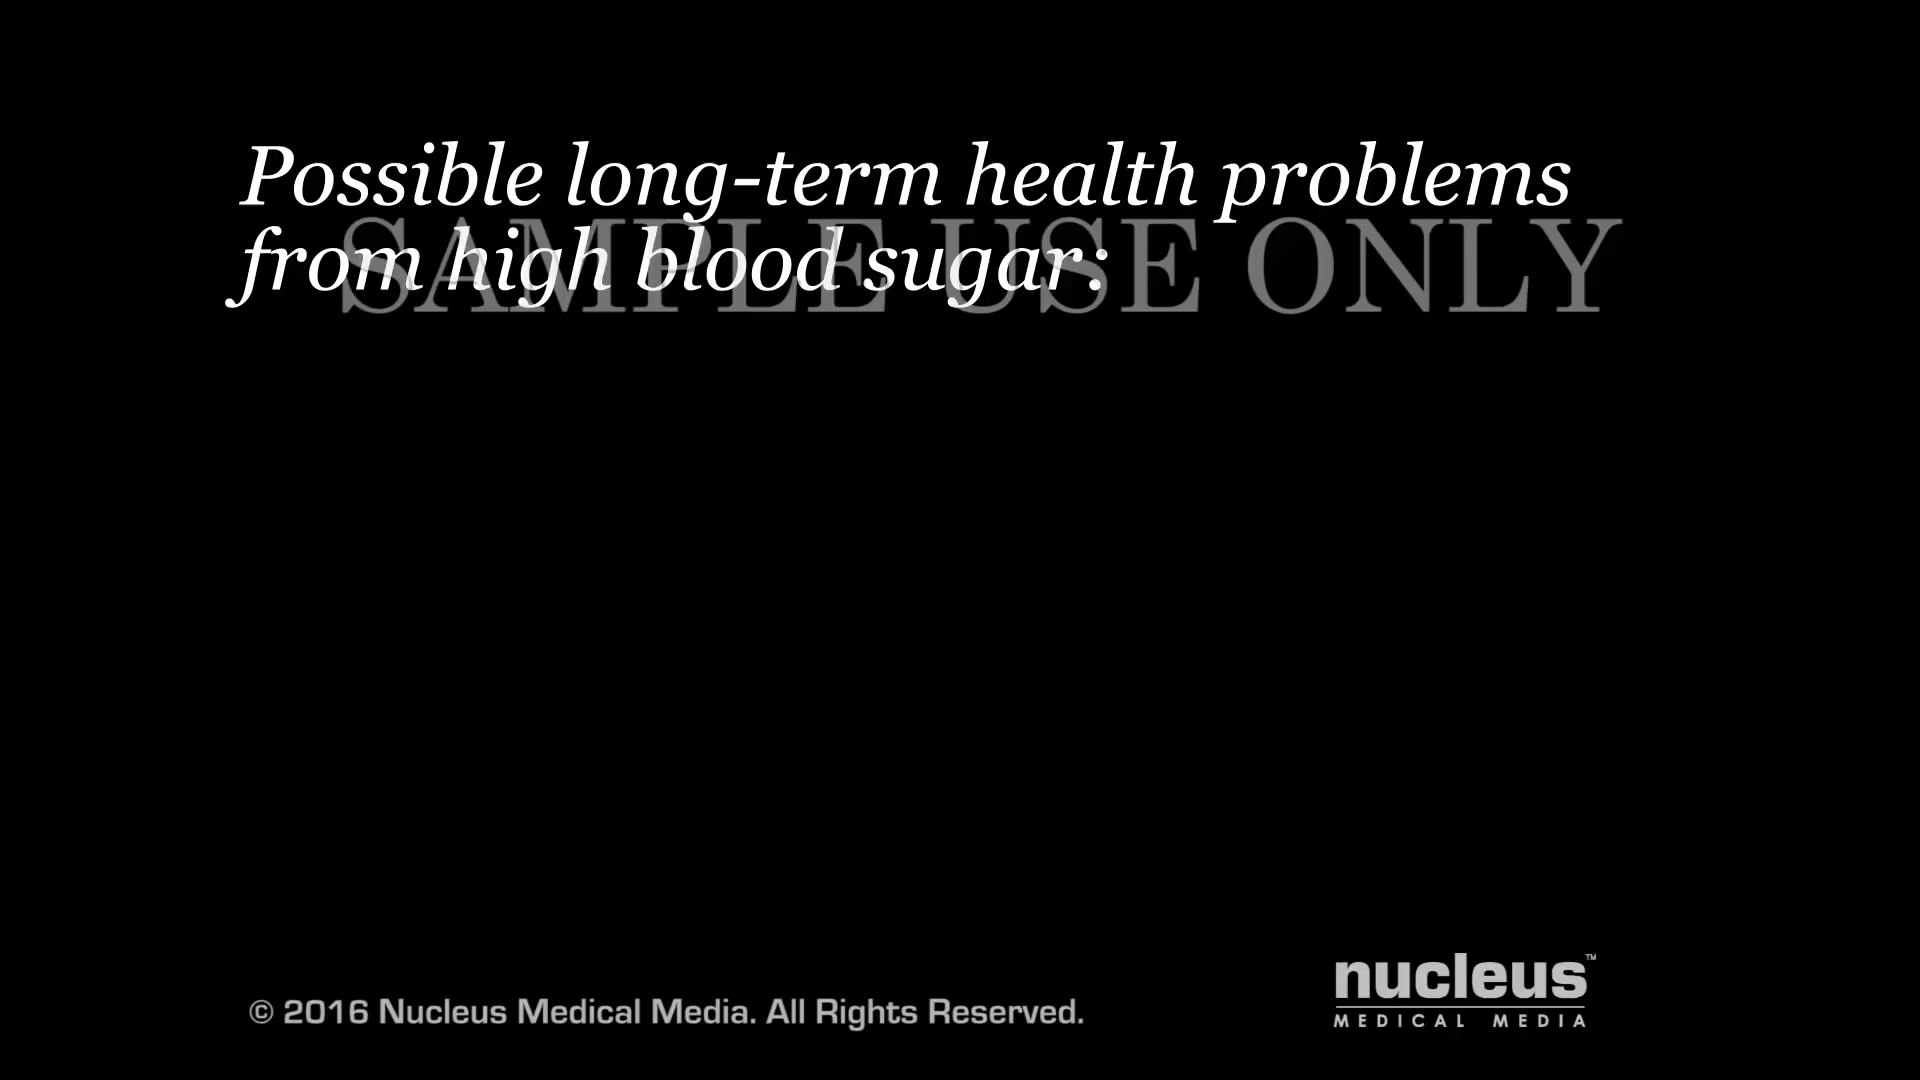 Possible long-term health problems
from high blood sugar:
SAMPLE USE ONLY
© 2016 Nucleus Medical Media. All Rights Reserved.
nucleus™
MEDICAL MEDIA